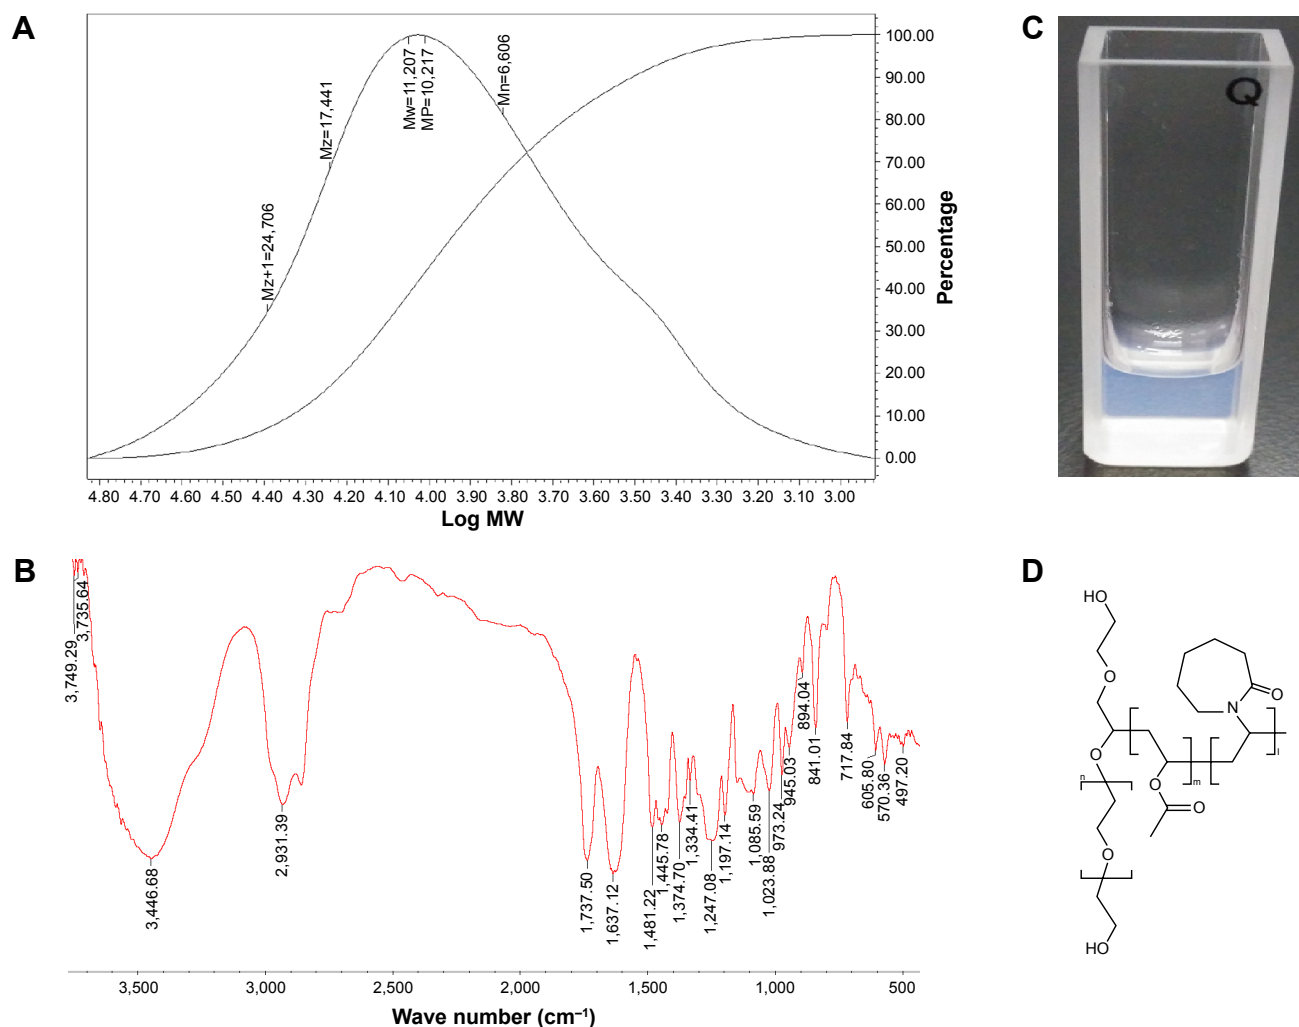 A
Mz+1=24,706
Mz=17,441
Mw=11,207
MP=10,217
Mn=6,606
100.00
90.00
80.00
70.00
60.00
50.00
40.00
30.00
20.00
10.00
0.00
Percentage
4.80 4.70 4.60 4.50 4.40 4.30 4.20 4.10 4.00 3.90 3.80 3.70 3.60 3.50 3.40 3.30 3.20 3.10 3.00
Log MW
C
Q
B
3,749.29
3,735.64
3,446.68
2,931.39
1,737.50
1,637.12
1,481.22
1,445.78
1,374.70
1,334.41
1,247.08
1,197.14
1,085.59
1,023.88
973.24
945.03
894.04
841.01
717.84
605.80
570.36
497.20
3,500 3,000 2,500 2,000 1,500 1,000 500
Wave number (cm⁻¹)
D
HO
O
O
N
O
n
m
l
O
O
O
HO